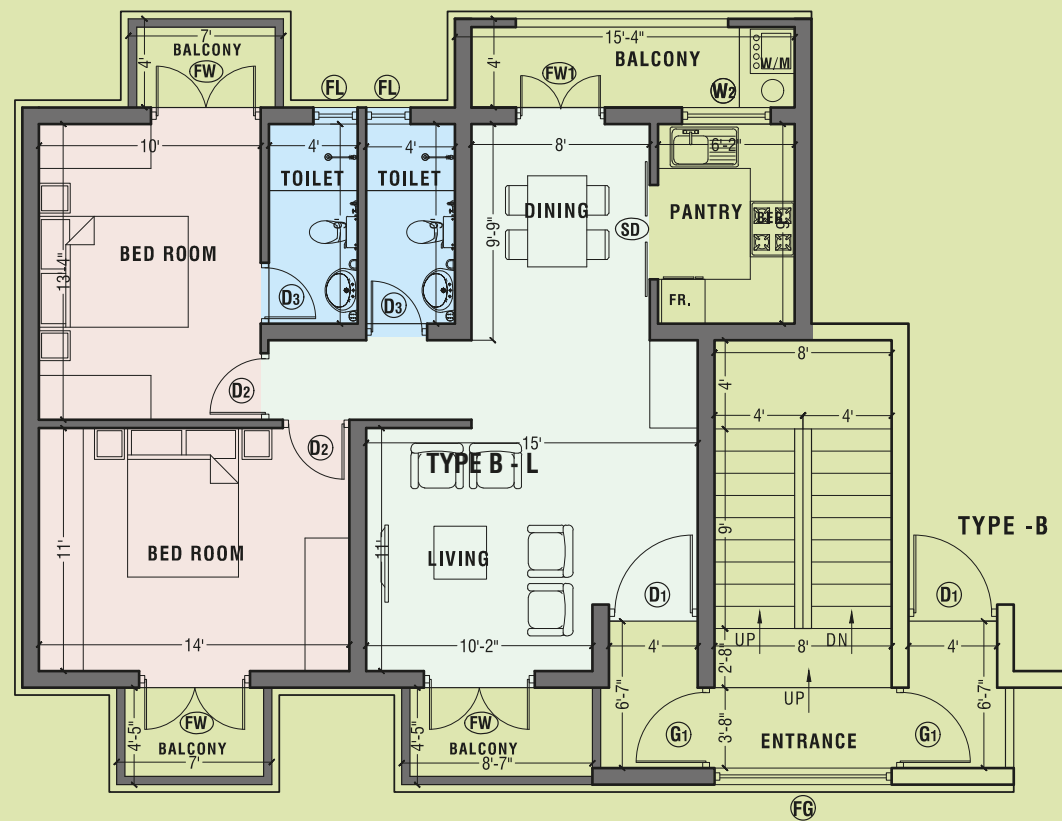 7'
BALCONY
FW
4'
15'-4"
BALCONY
FW1
4'
W/M
FL
FL
W2
10'
4'
4'
8'
6'-2"
TOILET
TOILET
DINING
PANTRY
REF.
SD
9'
9'
9'-9"
9'
BED ROOM
13'-4"
D3
D3
FR.
D2
8'
4'
4'
4'
D2
15'
TYPE B - L
BED ROOM
11'
LIVING
11'
9'
TYPE -B
D1
D1
14'
10'-2"
4'
UP
8'
DN
4'
2'-8"
6'-7"
UP
6'-7"
FW
BALCONY
4'-5"
7'
FW
BALCONY
4'-5"
8'-7"
G1
3'-8"
ENTRANCE
G1
FG